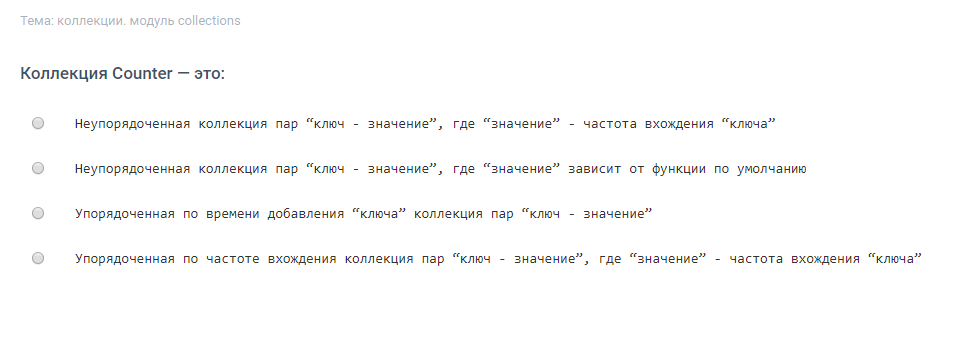 Тема: коллекции. модуль collections
Коллекция Counter — это:
Неупорядоченная коллекция пар “ключ - значение”, где “значение” - частота вхождения “ключа”
Неупорядоченная коллекция пар “ключ - значение”, где “значение” зависит от функции по умолчанию
Упорядоченная по времени добавления “ключа” коллекция пар “ключ - значение”
Упорядоченная по частоте вхождения коллекция пар “ключ - значение”, где “значение” - частота вхождения “ключа”